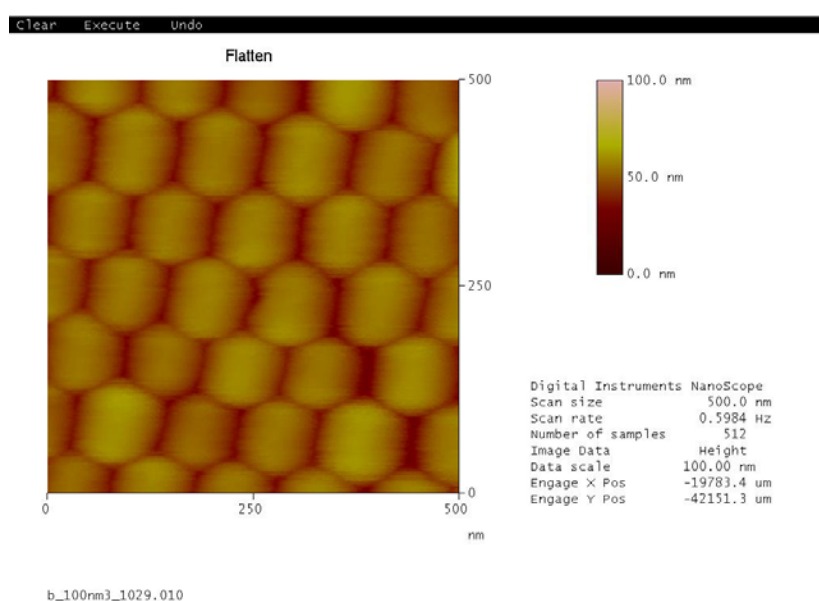 Clear Execute Undo
Flatten
500
250
0
0 250 500
nm
100.0 nm
50.0 nm
0.0 nm
Digital Instruments NanoScope
Scan size 500.0 nm
Scan rate 0.5984 Hz
Number of samples 512
Image Data Height
Data scale 100.00 nm
Engage X Pos -19783.4 um
Engage Y Pos -42151.3 um
b_100nm3_1029.010